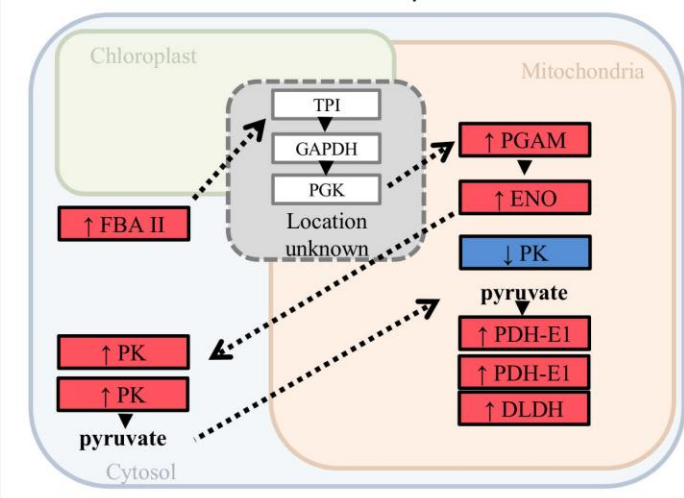 Chloroplast
Mitochondria
TPI
GAPDH
PGK
Location
unknown
↑ PGAM
↑ ENO
↑ FBA II
↓ PK
pyruvate
↑ PDH-E1
↑ PDH-E1
↑ DLDH
↑ PK
↑ PK
pyruvate
Cytosol